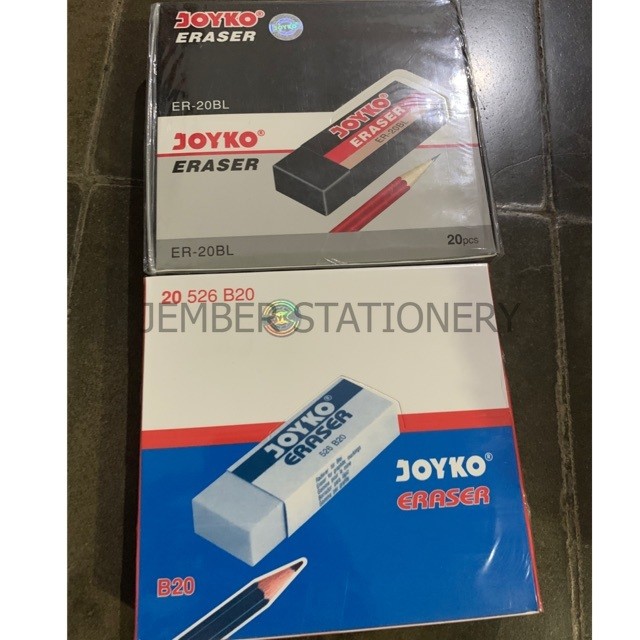 JOYKO®
ERASER
ER-20BL
JOYKO®
ERASER
JOYKO®
ERASER
ER-20BL
ER-20BL
20pcs
20 526 B20
JEMBER STATIONERY
JOYKO®
ERASER
526 B20
JOYKO®
ERASER
B20